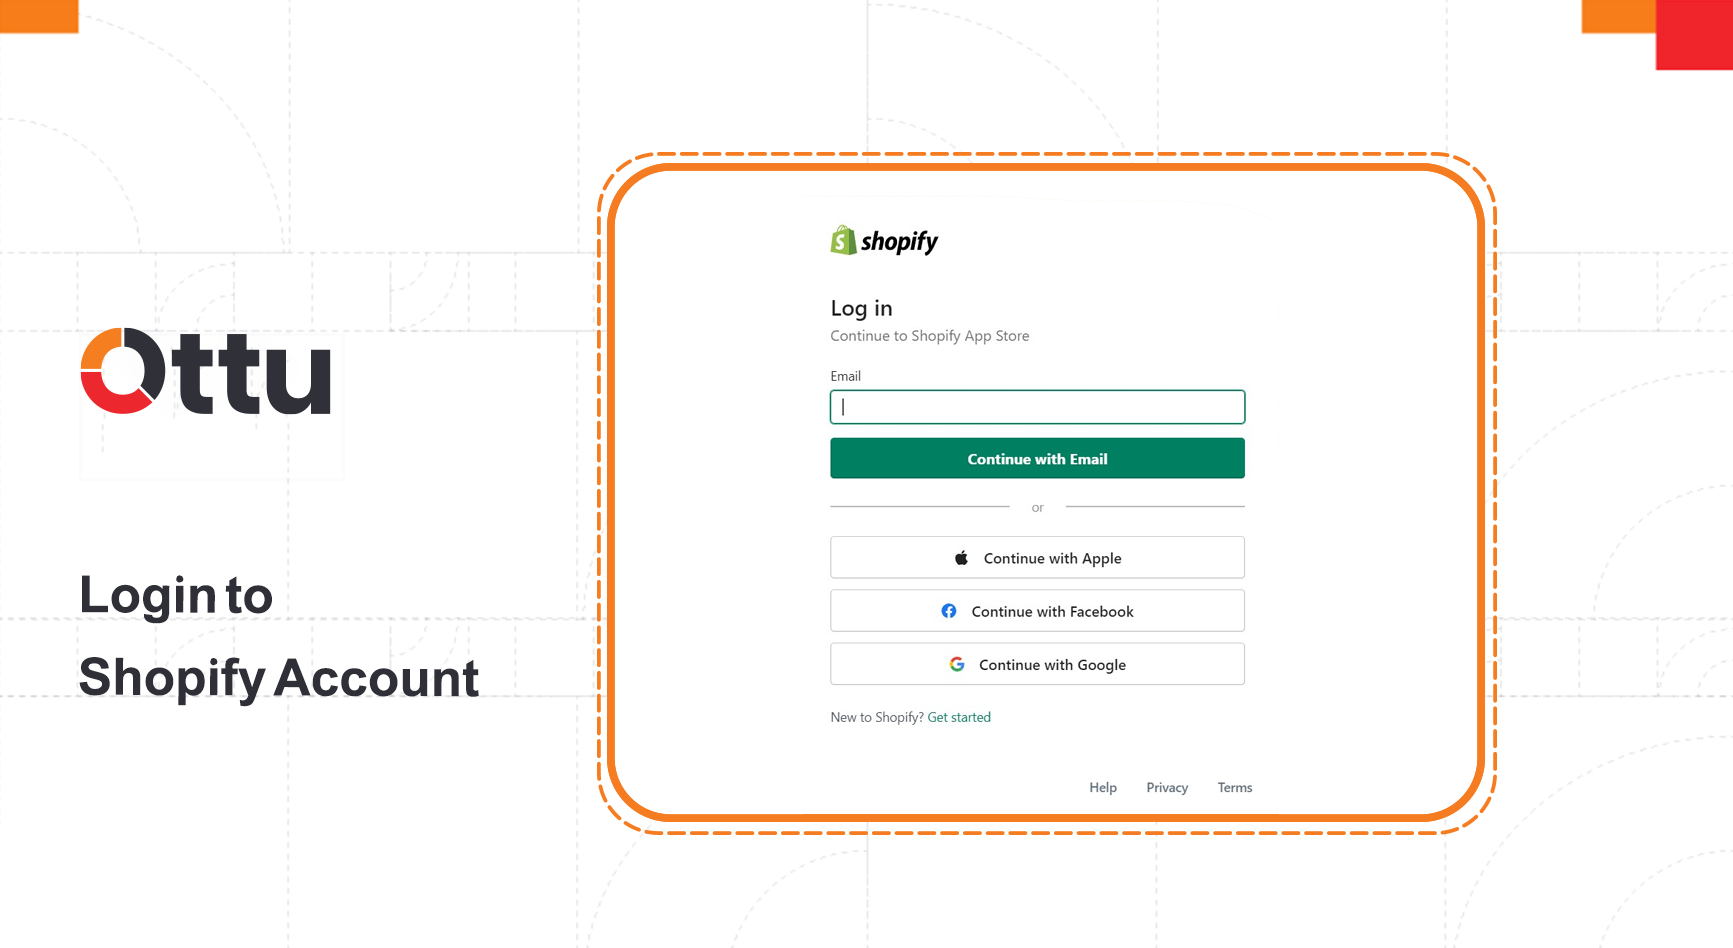 Ottu
Login to
Shopify Account
shopify
Log in
Continue to Shopify App Store
Email
Continue with Email
or
Continue with Apple
Continue with Facebook
Continue with Google
New to Shopify? Get started
Help Privacy Terms